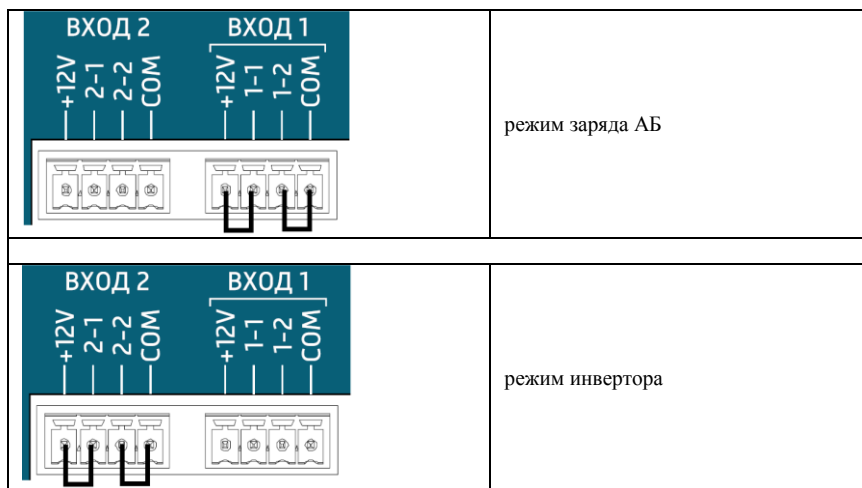 ВХОД 2 ВХОД 1
+12V 2-1 2-2 COM +12V 1-1 1-2 COM
режим заряда АБ
ВХОД 2 ВХОД 1
+12V 2-1 2-2 COM +12V 1-1 1-2 COM
режим инвертора